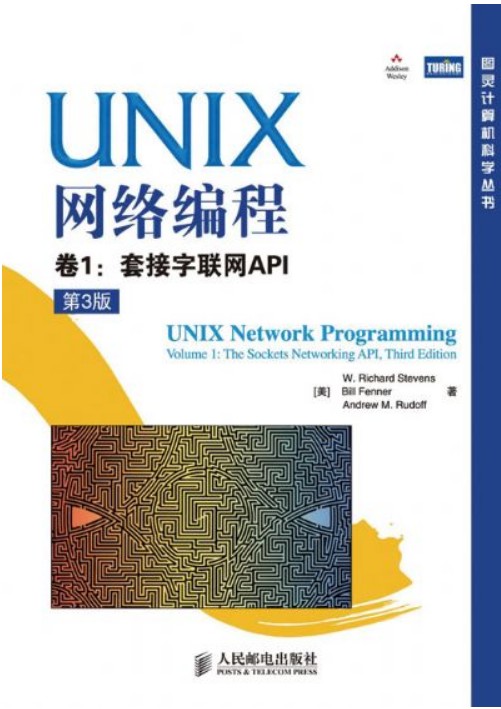 Addison
Wesley
TURING
图灵计算机科学丛书
UNIX
网络编程
卷1：套接字联网API
第3版
UNIX Network Programming
Volume 1: The Sockets Networking API, Third Edition
W. Richard Stevens
[美] Bill Fenner 著
Andrew M. Rudoff
人民邮电出版社
POSTS & TELECOM PRESS